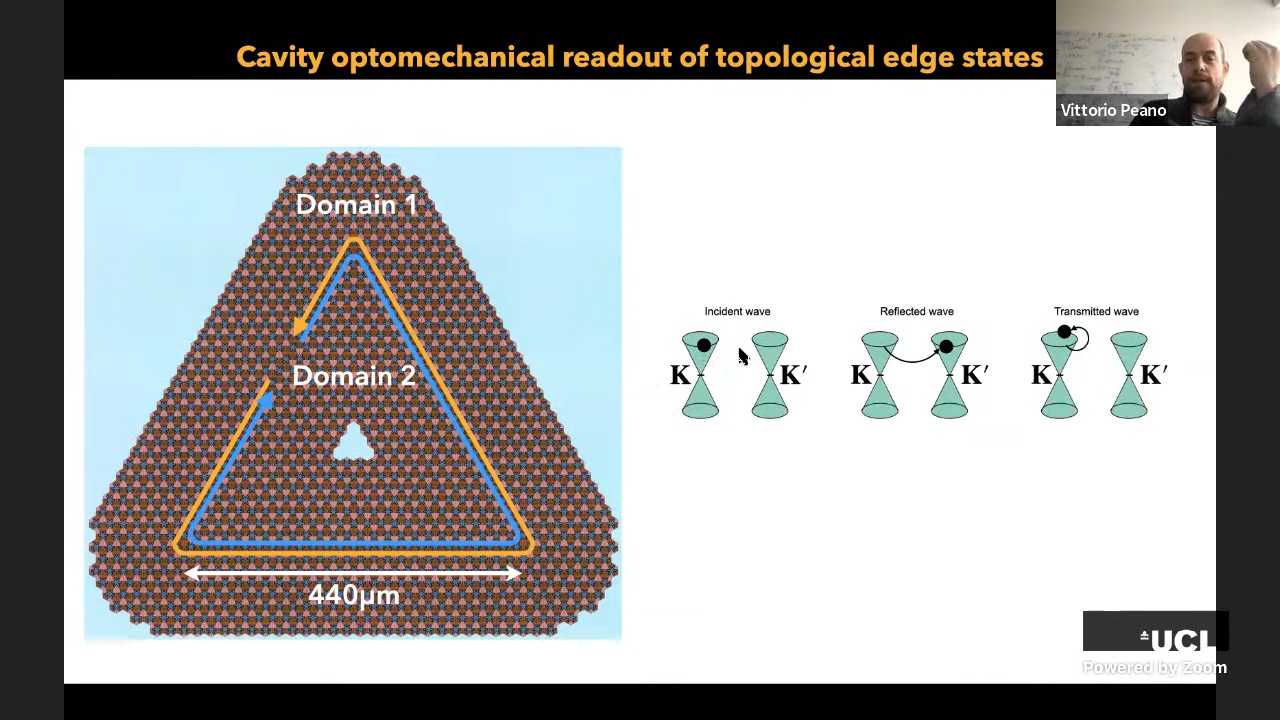 Cavity optomechanical readout of topological edge states
Vittorio Peano
Domain 1
Domain 2
440μm
Incident wave
Reflected wave
Transmitted wave
K K′
K K′
K K′
UCL
Powered by Zoom